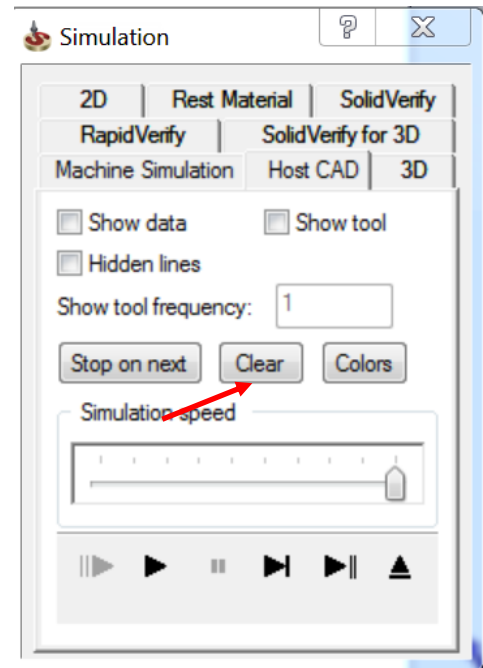 Simulation
2D Rest Material SolidVerify
RapidVerify SolidVerify for 3D
Machine Simulation Host CAD 3D
Show data Show tool
Hidden lines
Show tool frequency: 1
Stop on next Clear Colors
Simulation speed